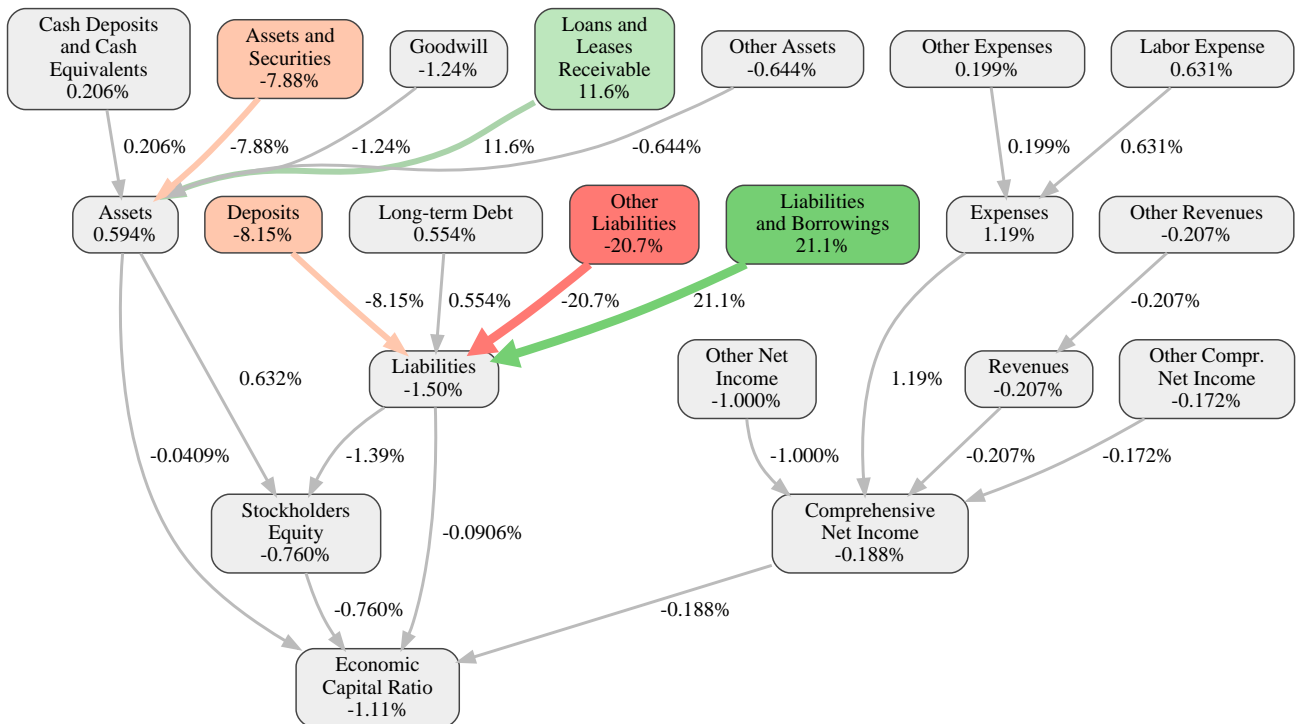 Cash Deposits
and Cash
Equivalents
0.206%
Assets and
Securities
-7.88%
Goodwill
-1.24%
Loans and
Leases
Receivable
11.6%
Other Assets
-0.644%
Other Expenses
0.199%
Labor Expense
0.631%
0.206%
-7.88%
-1.24%
11.6%
-0.644%
0.199%
0.631%
Assets
0.594%
Deposits
-8.15%
Long-term Debt
0.554%
Other
Liabilities
-20.7%
Liabilities
and Borrowings
21.1%
Expenses
1.19%
Other Revenues
-0.207%
-8.15%
0.554%
-20.7%
21.1%
-0.207%
0.632%
Liabilities
-1.50%
Other Net
Income
-1.000%
1.19%
Revenues
-0.207%
Other Compr.
Net Income
-0.172%
-0.0409%
-1.39%
-1.000%
-0.207%
-0.172%
Stockholders
Equity
-0.760%
-0.0906%
Comprehensive
Net Income
-0.188%
-0.760%
-0.188%
Economic
Capital Ratio
-1.11%